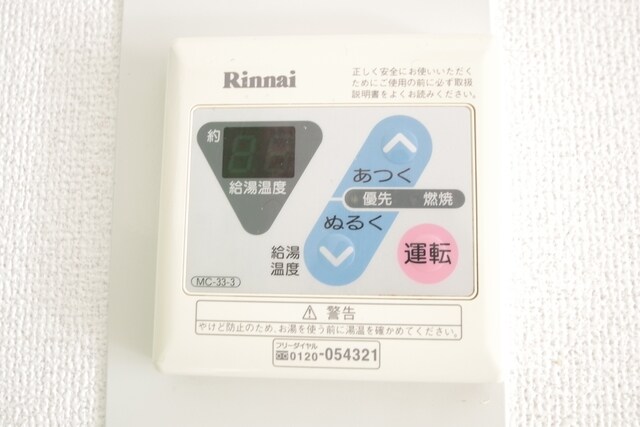 Rinnai
正しく安全にお使いいただく
ためにご使用の前に必ず取扱
説明書をよくお読みください。
約
給湯温度
あつく
優先 燃焼
ぬるく
給湯
温度
運転
MC-33-3
⚠ 警告
やけど防止のため、お湯を使う前に湯温を確かめてください。
フリーダイヤル
0120-054321